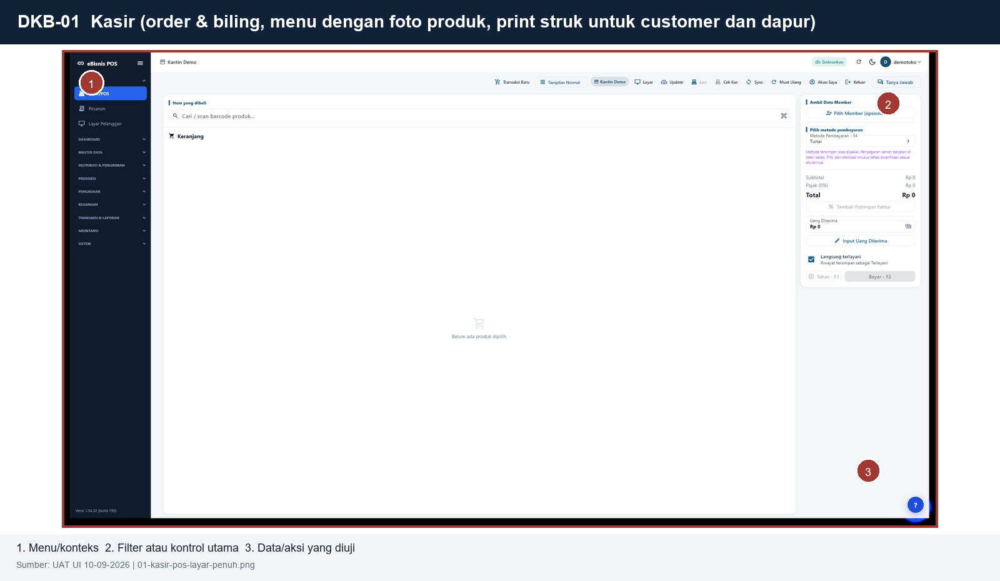 DKB-01 Kasir (order & biling, menu dengan foto produk, print struk untuk customer dan dapur)
eBisnis POS
Kantin Demo
Sinkronkan
D
demotoko
1
/POS
Pesanan
Layar Pelanggan
DASHBOARD
MASTER DATA
DISTRIBUSI & PENGIRIMAN
PRODUKSI
PENGADAAN
KEUANGAN
TRANSAKSI & LAPORAN
AKUNTANSI
SISTEM
Versi 1.34.32 (build 195)
Transaksi Baru
Tampilan Normal
Kantin Demo
Layar
Update
Laci
Cek Kas
Sync
Muat Ulang
Akun Saya
Keluar
Tanya Jawab
Item yang dibeli
Cari / scan barcode produk...
Keranjang
Belum ada produk dipilih.
Ambil Data Member
2
Pilih Member (opsional
Pilih metode pembayaran
Metode Pembayaran - F4
Tunai
Metode tersimpan siap dipakai. Penyegaran server berjalan di
latar; saldo, PIN, dan otorisasi khusus tetap diverifikasi sesuai
aturannya.
Subtotal Rp 0
Pajak (0%) Rp 0
Total Rp 0
Tambah Potongan Faktur
Uang Diterima
Rp 0
Input Uang Diterima
Langsung terlayani
Riwayat tersimpan sebagai Terlayani
Tahan - F3
Bayar - F2
3
?
1. Menu/konteks 2. Filter atau kontrol utama 3. Data/aksi yang diuji
Sumber: UAT UI 10-09-2026 | 01-kasir-pos-layar-penuh.png